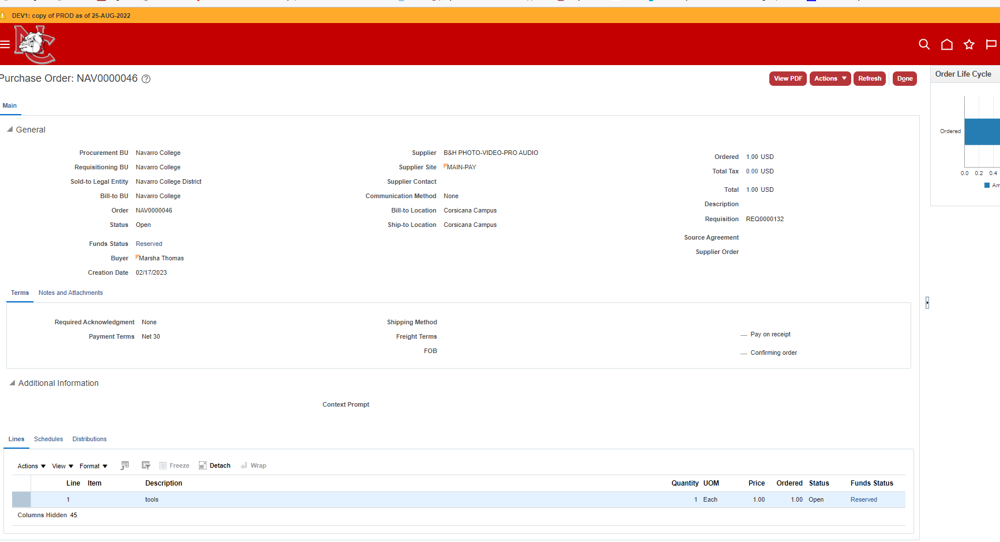 DEV1: copy of PROD as of 25-AUG-2022
NC
Purchase Order: NAV0000046
View PDF Actions Refresh Done
Order Life Cycle
Main
General
Procurement BU Navarro College
Requisitioning BU Navarro College
Sold-to Legal Entity Navarro College District
Bill-to BU Navarro College
Order NAV0000046
Status Open
Funds Status Reserved
Buyer Marsha Thomas
Creation Date 02/17/2023
Supplier B&H PHOTO-VIDEO-PRO AUDIO
Supplier Site MAIN-PAY
Supplier Contact
Communication Method None
Bill-to Location Corsicana Campus
Ship-to Location Corsicana Campus
Ordered 1.00 USD
Total Tax 0.00 USD
Total 1.00 USD
Description
Requisition REQ0000132
Source Agreement
Supplier Order
Ordered
0.0 0.2 0.4
Am
Terms Notes and Attachments
Required Acknowledgment None
Payment Terms Net 30
Shipping Method
Freight Terms
FOB
Pay on receipt
Confirming order
Additional Information
Context Prompt
Lines Schedules Distributions
Actions View Format Freeze Detach Wrap
Line Item Description Quantity UOM Price Ordered Status Funds Status
1 tools 1 Each 1.00 1.00 Open Reserved
Columns Hidden 45